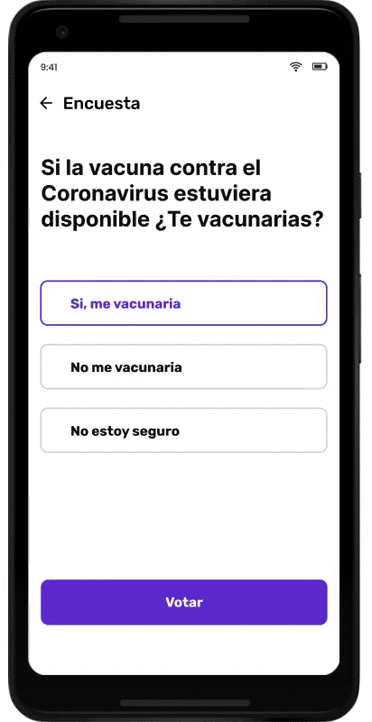 9:41
Encuesta
Si la vacuna contra el
Coronavirus estuviera
disponible ¿Te vacunarias?
Si, me vacunaria
No me vacunaria
No estoy seguro
Votar